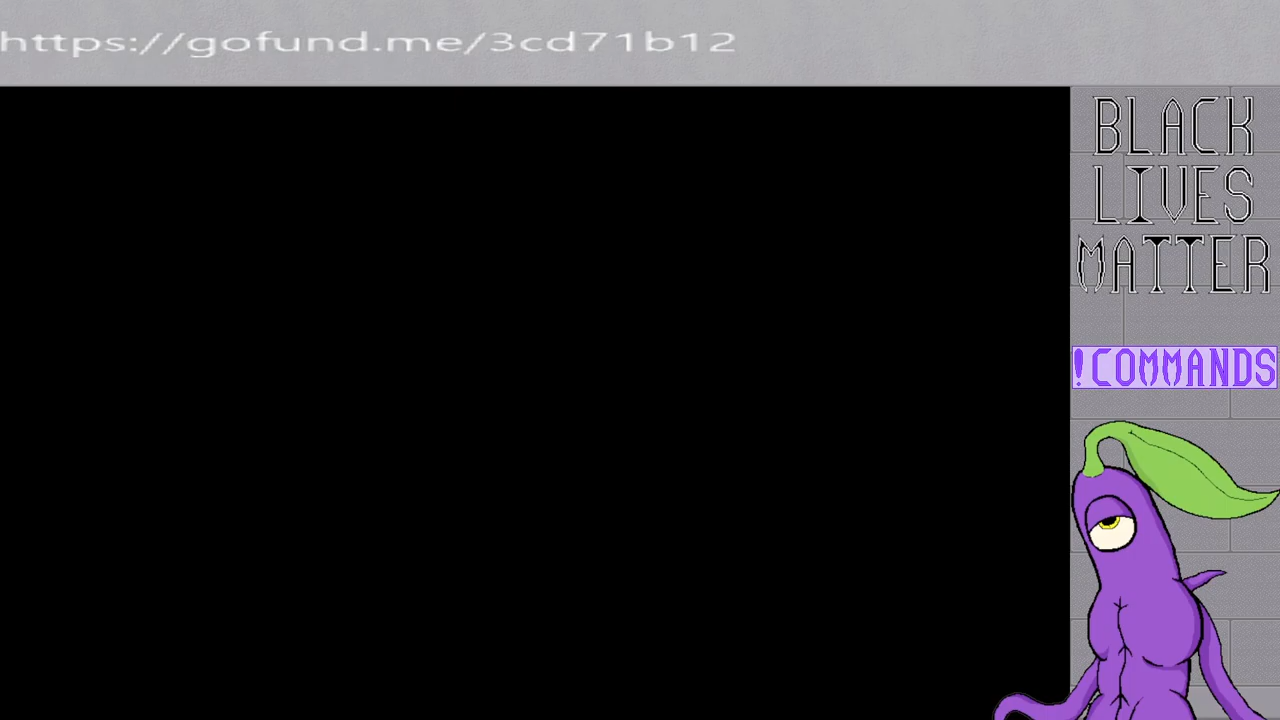 https://gofund.me/3cd71b12
BLACK
LIVES
MATTER
!COMMANDS